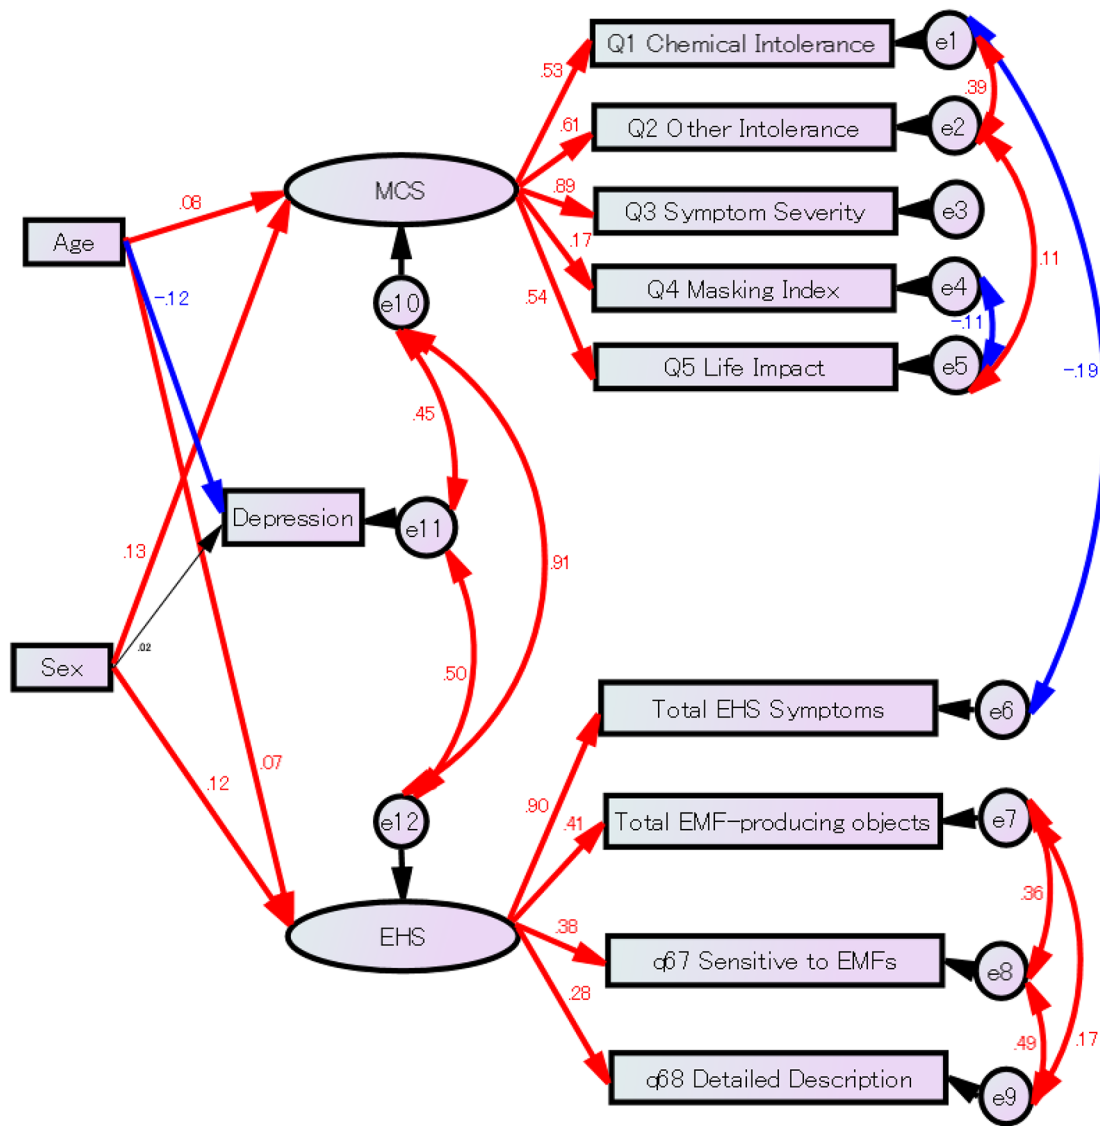 Q1 Chemical Intolerance
e1
.53
.39
Q2 Other Intolerance
e2
.61
MCS
.89
Q3 Symptom Severity
e3
.08
Age
.17
.11
Q4 Masking Index
e4
-.12
.54
e10
-.11
Q5 Life Impact
e5
-.19
.45
Depression
e11
.13
.91
.02
Sex
.50
Total EHS Symptoms
e6
.07
.12
.90
e12
.41
Total EMF-producing objects
e7
.36
.38
EHS
q67 Sensitive to EMFs
e8
.28
.49
.17
q68 Detailed Description
e9